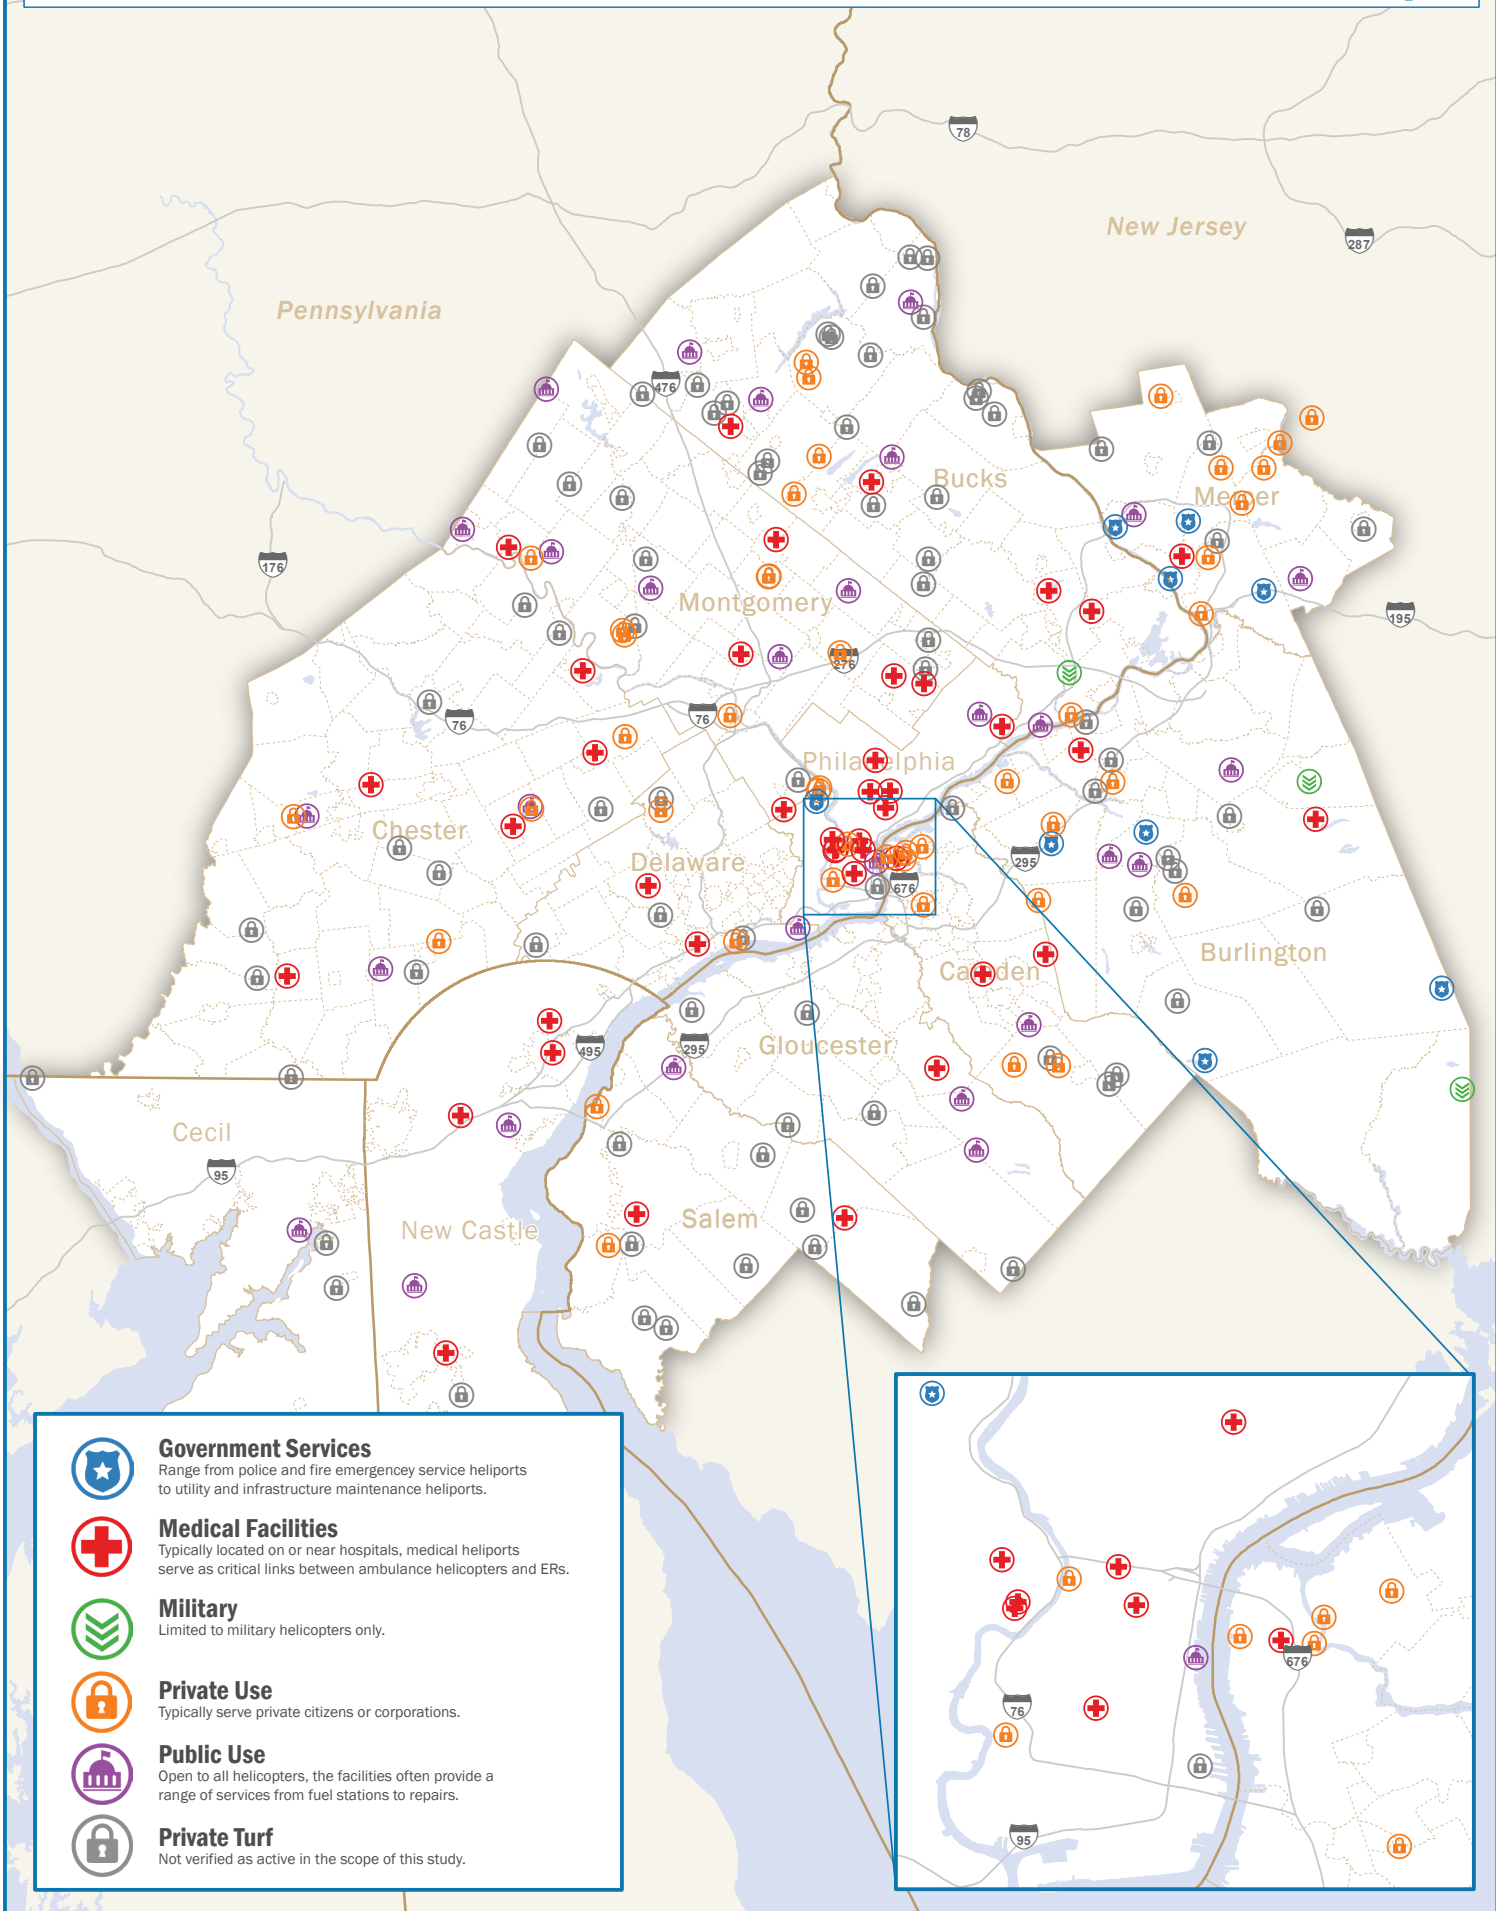 78
New Jersey
287
Pennsylvania
476
Bucks
Mercer
176
Montgomery
195
276
76
76
Philadelphia
Chester
Delaware
295
676
Burlington
Camden
495
295
Gloucester
Cecil
95
New Castle
Salem
Government Services
Range from police and fire emergencey service heliports
to utility and infrastructure maintenance heliports.
Medical Facilities
Typically located on or near hospitals, medical heliports
serve as critical links between ambulance helicopters and ERs.
Military
Limited to military helicopters only.
Private Use
Typically serve private citizens or corporations.
Public Use
Open to all helicopters, the facilities often provide a
range of services from fuel stations to repairs.
Private Turf
Not verified as active in the scope of this study.
676
76
95